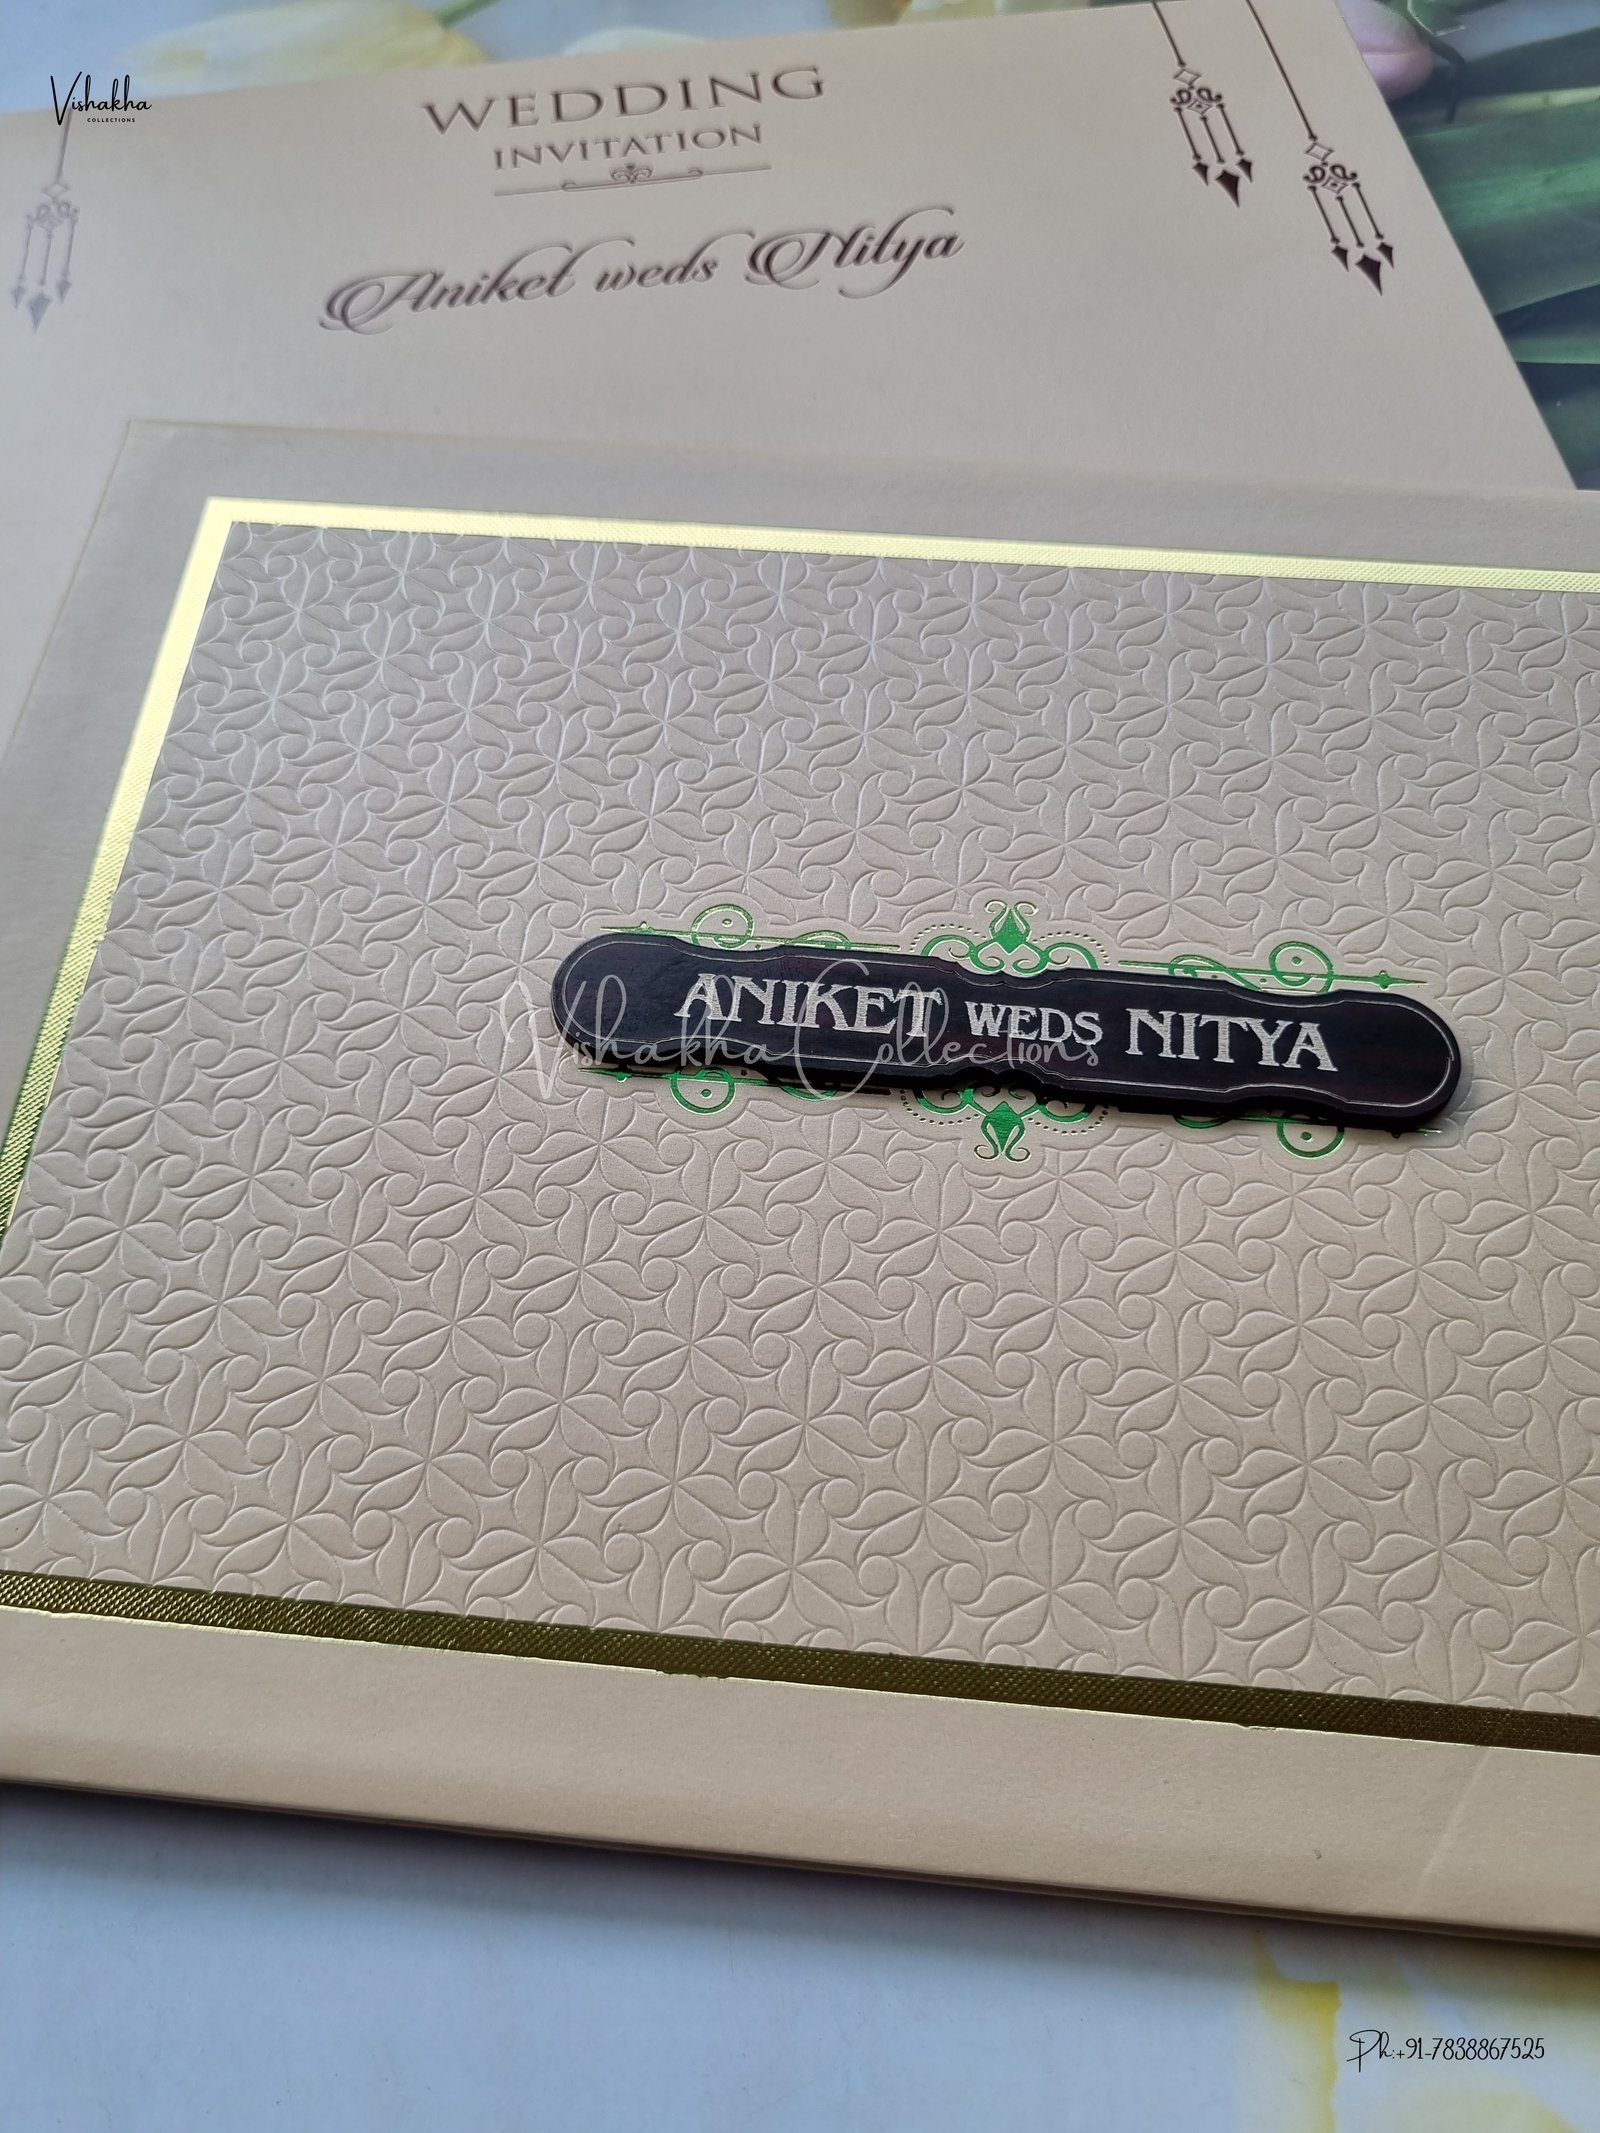 Vishakha
COLLECTIONS
WEDDING
INVITATION
Aniket weds Nitya
ANIKET WEDS NITYA
Vishakha Collections
Ph:+91-7838867525